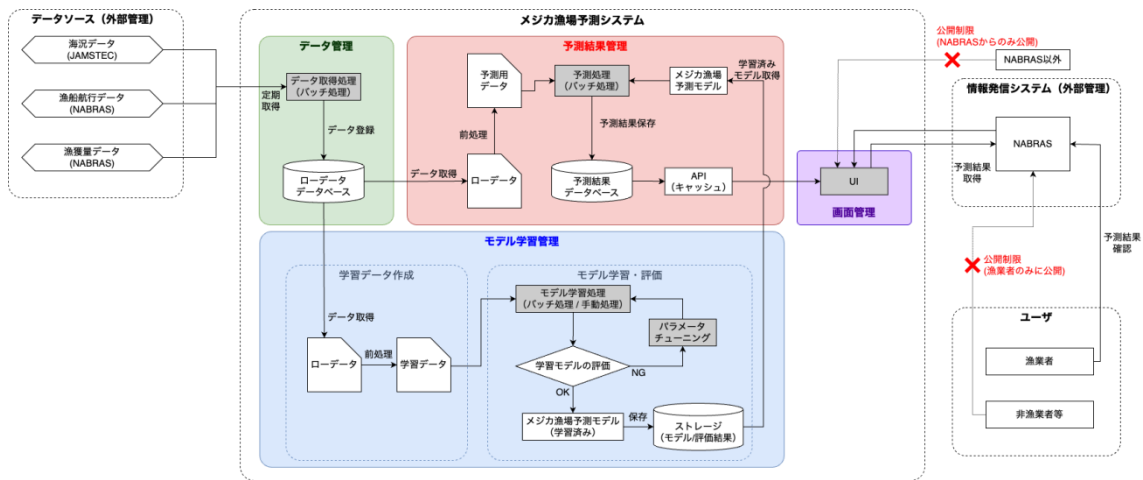 データソース（外部管理）
海況データ
(JAMSTEC)
漁船航行データ
(NABRAS)
漁獲量データ
(NABRAS)
メジカ漁場予測システム
データ管理
定期
取得
データ取得処理
（バッチ処理）
データ登録
ローデータ
データベース
データ取得
予測結果管理
予測用
データ
予測処理
（バッチ処理）
メジカ漁場
予測モデル
学習済み
モデル取得
前処理
予測結果保存
ローデータ
予測結果
データベース
API
（キャッシュ）
UI
画面管理
公開制限
(NABRASからのみ公開)
NABRAS以外
情報発信システム（外部管理）
NABRAS
予測結果
取得
予測結果
確認
公開制限
(漁業者のみに公開)
ユーザ
漁業者
非漁業者等
モデル学習管理
学習データ作成
データ取得
ローデータ
前処理
学習データ
モデル学習・評価
モデル学習処理
（バッチ処理 / 手動処理）
パラメータ
チューニング
学習モデルの評価
NG
OK
メジカ漁場予測モデル
（学習済み）
保存
ストレージ
（モデル/評価結果）